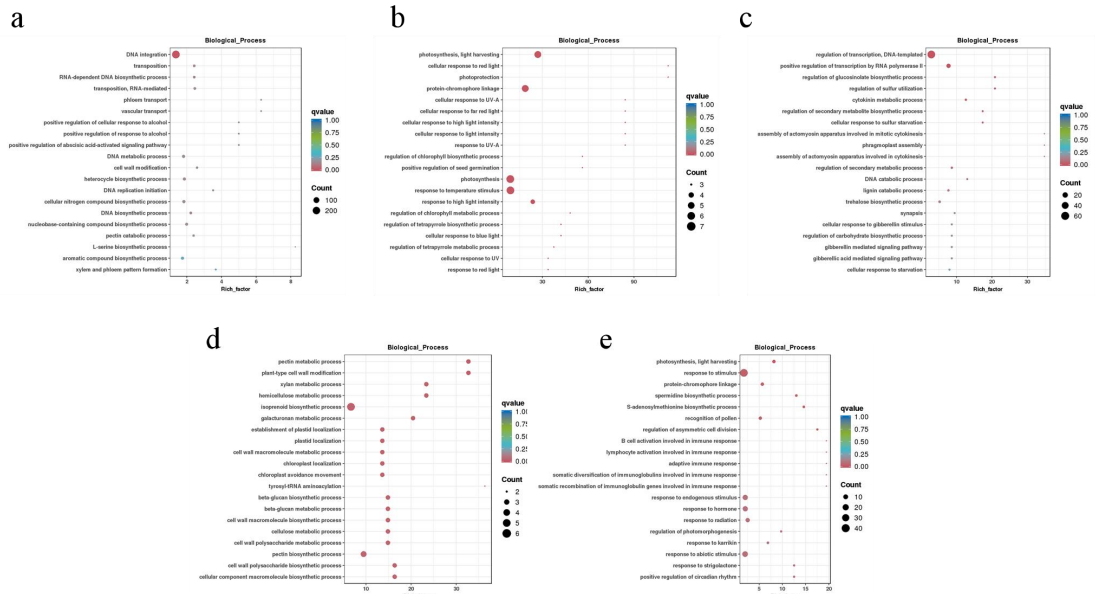 a
Biological_Process
DNA integration
transposition
RNA-dependent DNA biosynthetic process
transposition, RNA-mediated
phloem transport
vascular transport
positive regulation of cellular response to alcohol
positive regulation of response to alcohol
positive regulation of abscisic acid-activated signaling pathway
DNA metabolic process
cell wall modification
heterocycle biosynthetic process
DNA replication initiation
cellular nitrogen compound biosynthetic process
DNA biosynthetic process
nucleobase-containing compound biosynthetic process
pectin catabolic process
L-serine biosynthetic process
aromatic compound biosynthetic process
xylem and phloem pattern formation
2 4 6 8
Rich_factor
qvalue
1.00
0.75
0.50
0.25
0.00
Count
100
200
b
Biological_Process
photosynthesis, light harvesting
cellular response to red light
photoprotection
protein-chromophore linkage
cellular response to UV-A
cellular response to far red light
cellular response to high light intensity
cellular response to light intensity
response to UV-A
regulation of chlorophyll biosynthetic process
positive regulation of seed germination
photosynthesis
response to temperature stimulus
response to high light intensity
regulation of chlorophyll metabolic process
regulation of tetrapyrrole biosynthetic process
cellular response to blue light
regulation of tetrapyrrole metabolic process
cellular response to UV
response to red light
30 60 90
Rich_factor
qvalue
1.00
0.75
0.50
0.25
0.00
Count
3
4
5
6
7
c
Biological_Process
regulation of transcription, DNA-templated
positive regulation of transcription by RNA polymerase II
regulation of glucosinolate biosynthetic process
regulation of sulfur utilization
cytokinin metabolic process
regulation of secondary metabolite biosynthetic process
cellular response to sulfur starvation
assembly of actomyosin apparatus involved in mitotic cytokinesis
phragmoplast assembly
assembly of actomyosin apparatus involved in cytokinesis
regulation of secondary metabolic process
DNA catabolic process
lignin catabolic process
trehalose biosynthetic process
synapsis
cellular response to gibberellin stimulus
regulation of carbohydrate biosynthetic process
gibberellin mediated signaling pathway
gibberellic acid mediated signaling pathway
cellular response to starvation
10 20 30
Rich_factor
qvalue
1.00
0.75
0.50
0.25
0.00
Count
20
40
60
d
Biological_Process
pectin metabolic process
plant-type cell wall modification
xylan metabolic process
hemicellulose metabolic process
isoprenoid biosynthetic process
galacturonan metabolic process
establishment of plastid localization
plastid localization
cell wall macromolecule metabolic process
chloroplast localization
chloroplast avoidance movement
tyrosyl-tRNA aminoacylation
beta-glucan biosynthetic process
beta-glucan metabolic process
cell wall macromolecule biosynthetic process
cellulose metabolic process
cell wall polysaccharide metabolic process
pectin biosynthetic process
cell wall polysaccharide biosynthetic process
cellular component macromolecule biosynthetic process
10 20 30
qvalue
1.00
0.75
0.50
0.25
0.00
Count
2
3
4
5
6
e
Biological_Process
photosynthesis, light harvesting
response to stimulus
protein-chromophore linkage
spermidine biosynthetic process
S-adenosylmethionine biosynthetic process
recognition of pollen
regulation of asymmetric cell division
B cell activation involved in immune response
lymphocyte activation involved in immune response
adaptive immune response
somatic diversification of immunoglobulins involved in immune response
somatic recombination of immunoglobulin genes involved in immune response
response to endogenous stimulus
response to hormone
response to radiation
regulation of photomorphogenesis
response to karrikin
response to abiotic stimulus
response to strigolactone
positive regulation of circadian rhythm
5 10 15 20
qvalue
1.00
0.75
0.50
0.25
0.00
Count
10
20
30
40